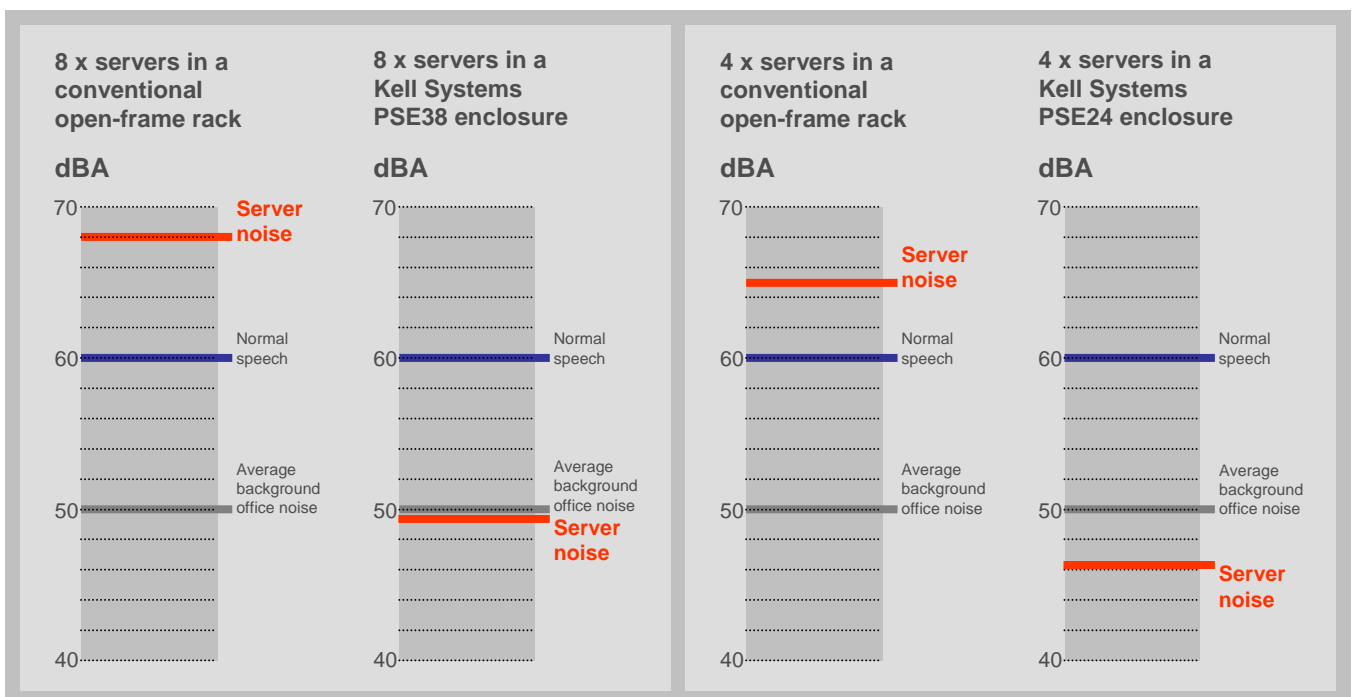 8 x servers in a
conventional
open-frame rack
dBA
70
Server
noise
Normal
60
speech
Average
background
50
office noise
40
8 x servers in a
Kell Systems
PSE38 enclosure
dBA
70
Normal
60
speech
Average
background
50
office noise
Server
noise
40
4 x servers in a
conventional
open-frame rack
dBA
70
Server
noise
Normal
60
speech
Average
background
50
office noise
40
4 x servers in a
Kell Systems
PSE24 enclosure
dBA
70
Normal
60
speech
Average
background
50
office noise
Server
noise
40